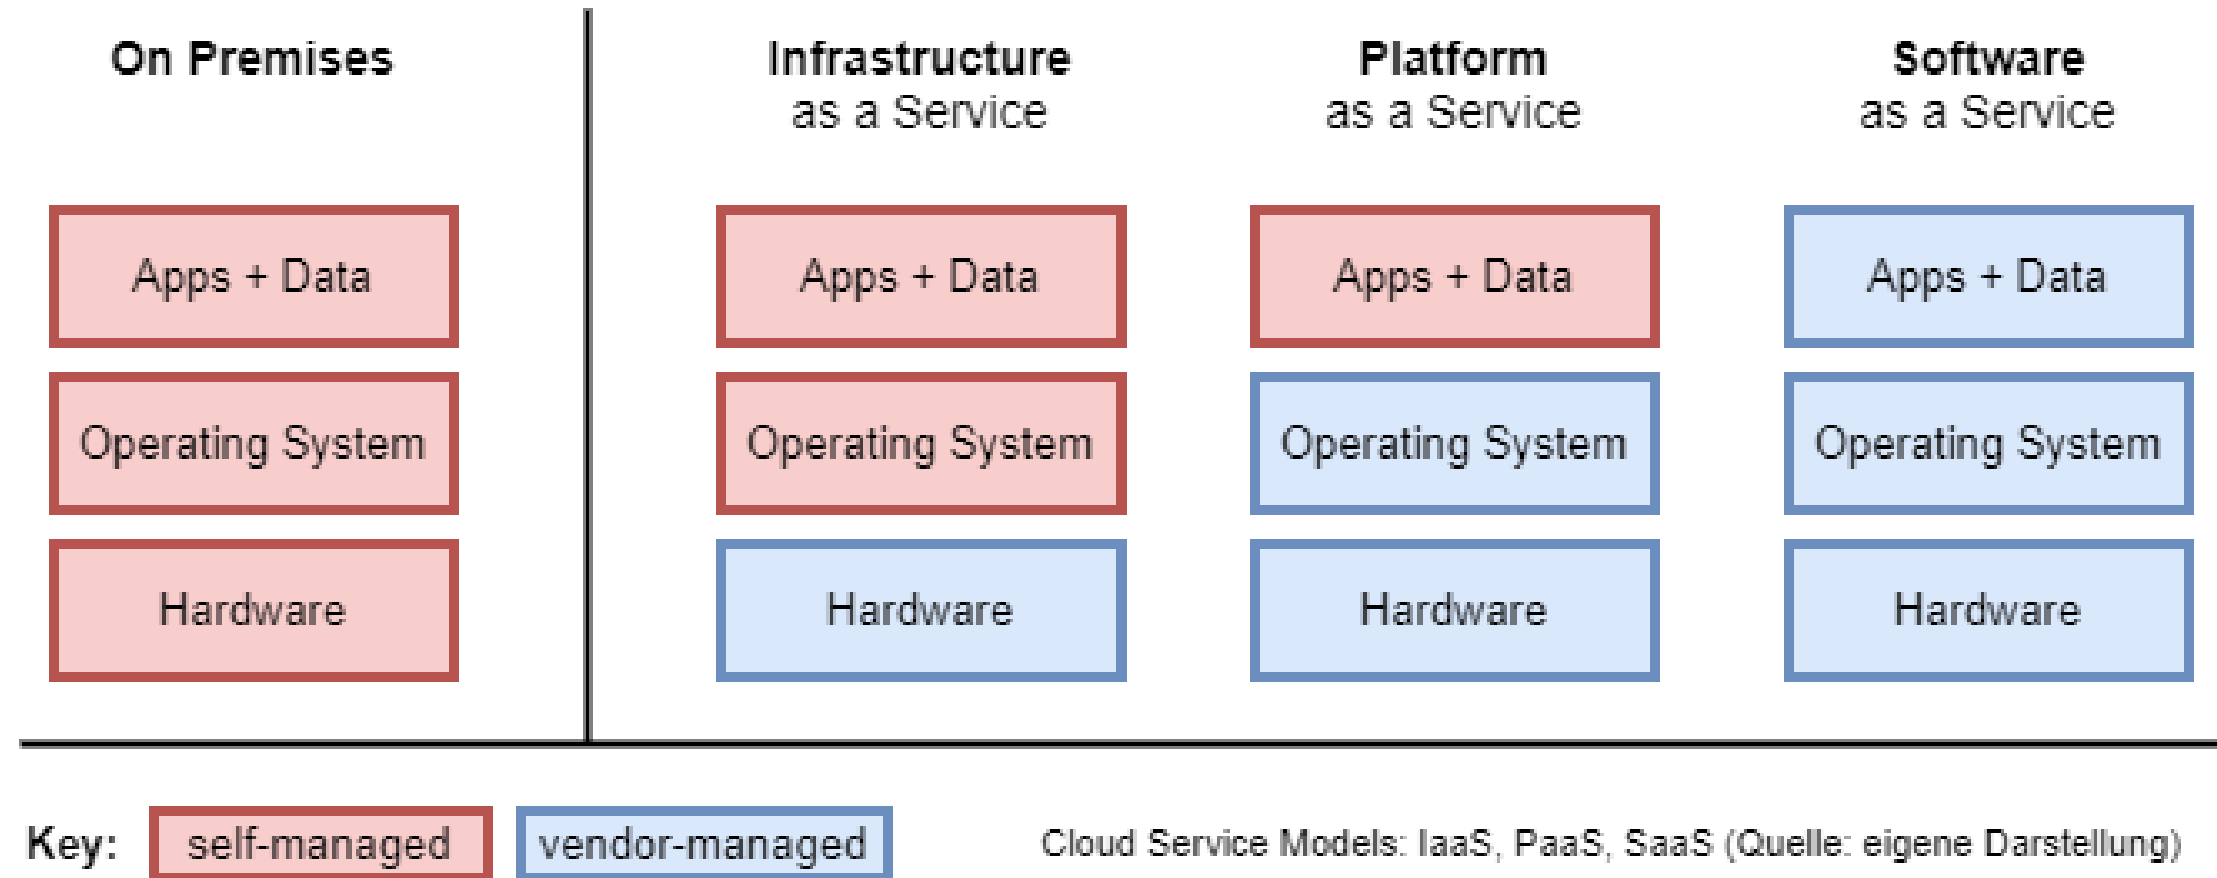 On Premises
Infrastructure
as a Service
Platform
as a Service
Software
as a Service
Apps + Data
Apps + Data
Apps + Data
Apps + Data
Operating System
Operating System
Operating System
Operating System
Hardware
Hardware
Hardware
Hardware
Key:
self-managed
vendor-managed
Cloud Service Models: IaaS, PaaS, SaaS (Quelle: eigene Darstellung)